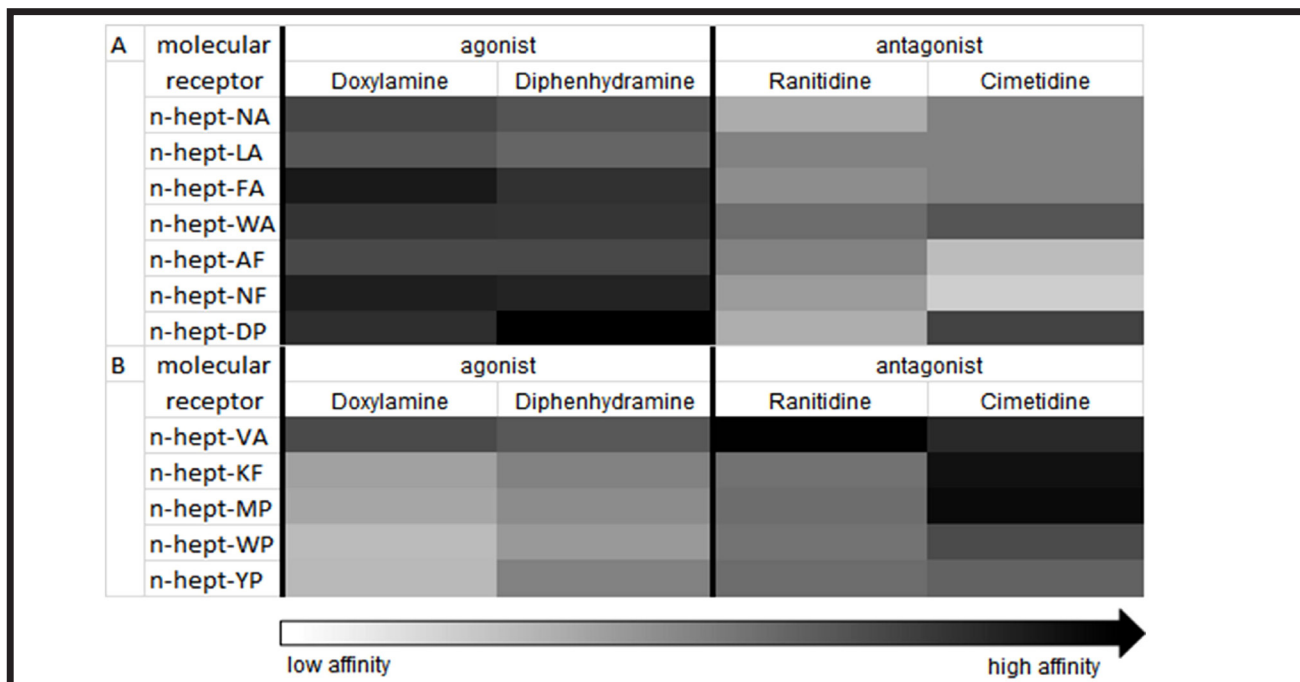 A molecular agonist antagonist
receptor Doxylamine Diphenhydramine Ranitidine Cimetidine
n-hept-NA
n-hept-LA
n-hept-FA
n-hept-WA
n-hept-AF
n-hept-NF
n-hept-DP
B molecular agonist antagonist
receptor Doxylamine Diphenhydramine Ranitidine Cimetidine
n-hept-VA
n-hept-KF
n-hept-MP
n-hept-WP
n-hept-YP
low affinity high affinity